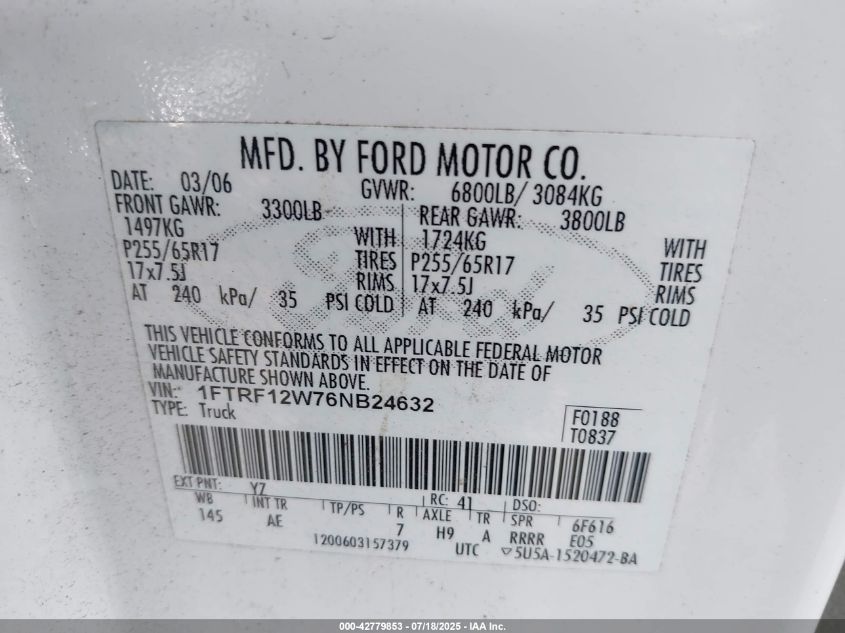 MFD. BY FORD MOTOR CO.
DATE: 03/06 GVWR: 6800LB/ 3084KG
FRONT GAWR: 3300LB REAR GAWR: 3800LB
1497KG WITH 1724KG WITH
P255/65R17 TIRES P255/65R17 TIRES
17x7.5J RIMS 17x7.5J RIMS
AT 240 kPa/ 35 PSI COLD AT 240 kPa/ 35 PSI COLD
THIS VEHICLE CONFORMS TO ALL APPLICABLE FEDERAL MOTOR
VEHICLE SAFETY STANDARDS IN EFFECT ON THE DATE OF
MANUFACTURE SHOWN ABOVE.
VIN: 1FTRF12W76NB24632
TYPE: Truck
F0188
T0837
EXT PNT: YZ RC: 41 DSO:
WB INT TR TP/PS R AXLE TR SPR 6F616
145 AE 7 H9 A RRRR E05
1200603157379 UTC ▽5U5A-1520472-BA
000-42779853 - 07/18/2025 - IAA Inc.